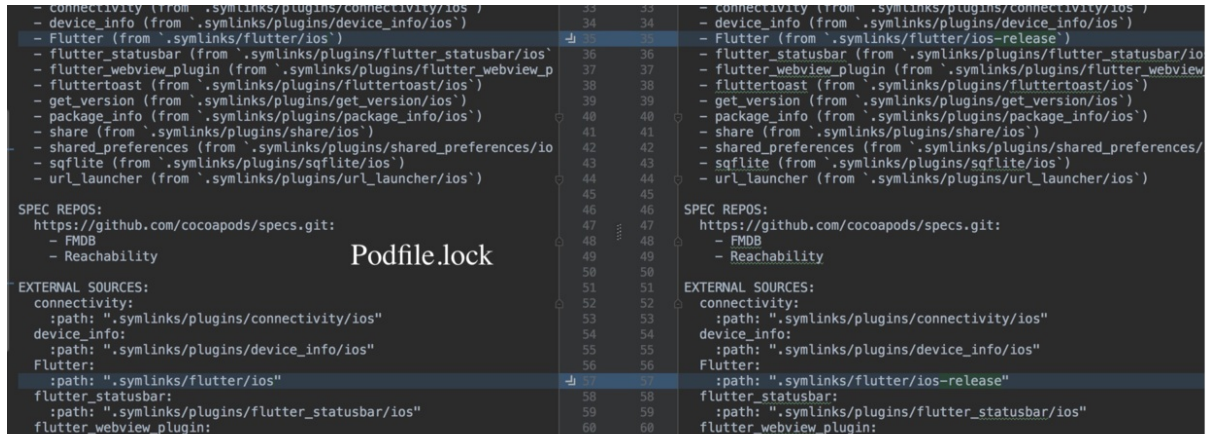 - connectivity (from `.symlinks/plugins/connectivity/ios`)
- device_info (from `.symlinks/plugins/device_info/ios`)
- Flutter (from `.symlinks/flutter/ios`)
- flutter_statusbar (from `.symlinks/plugins/flutter_statusbar/ios`
- flutter_webview_plugin (from `.symlinks/plugins/flutter_webview_p
- fluttertoast (from `.symlinks/plugins/fluttertoast/ios`)
- get_version (from `.symlinks/plugins/get_version/ios`)
- package_info (from `.symlinks/plugins/package_info/ios`)
- share (from `.symlinks/plugins/share/ios`)
- shared_preferences (from `.symlinks/plugins/shared_preferences/io
- sqflite (from `.symlinks/plugins/sqflite/ios`)
- url_launcher (from `.symlinks/plugins/url_launcher/ios`)
SPEC REPOS:
https://github.com/cocoapods/specs.git:
- FMDB
- Reachability
Podfile.lock
EXTERNAL SOURCES:
connectivity:
:path: ".symlinks/plugins/connectivity/ios"
device_info:
:path: ".symlinks/plugins/device_info/ios"
Flutter:
:path: ".symlinks/flutter/ios"
flutter_statusbar:
:path: ".symlinks/plugins/flutter_statusbar/ios"
flutter_webview_plugin:
33 33
34 34
35 35
36 36
37 37
38 38
39 39
40 40
41 41
42 42
43 43
44 44
45 45
46 46
47 47
48 48
49 49
50 50
51 51
52 52
53 53
54 54
55 55
56 56
57 57
58 58
59 59
60 60
- connectivity (from `.symlinks/plugins/connectivity/ios`)
- device_info (from `.symlinks/plugins/device_info/ios`)
- Flutter (from `.symlinks/flutter/ios-release`)
- flutter_statusbar (from `.symlinks/plugins/flutter_statusbar/io
- flutter_webview_plugin (from `.symlinks/plugins/flutter_webview
- fluttertoast (from `.symlinks/plugins/fluttertoast/ios`)
- get_version (from `.symlinks/plugins/get_version/ios`)
- package_info (from `.symlinks/plugins/package_info/ios`)
- share (from `.symlinks/plugins/share/ios`)
- shared_preferences (from `.symlinks/plugins/shared_preferences/
- sqflite (from `.symlinks/plugins/sqflite/ios`)
- url_launcher (from `.symlinks/plugins/url_launcher/ios`)
SPEC REPOS:
https://github.com/cocoapods/specs.git:
- FMDB
- Reachability
EXTERNAL SOURCES:
connectivity:
:path: ".symlinks/plugins/connectivity/ios"
device_info:
:path: ".symlinks/plugins/device_info/ios"
Flutter:
:path: ".symlinks/flutter/ios-release"
flutter_statusbar:
:path: ".symlinks/plugins/flutter_statusbar/ios"
flutter_webview_plugin: